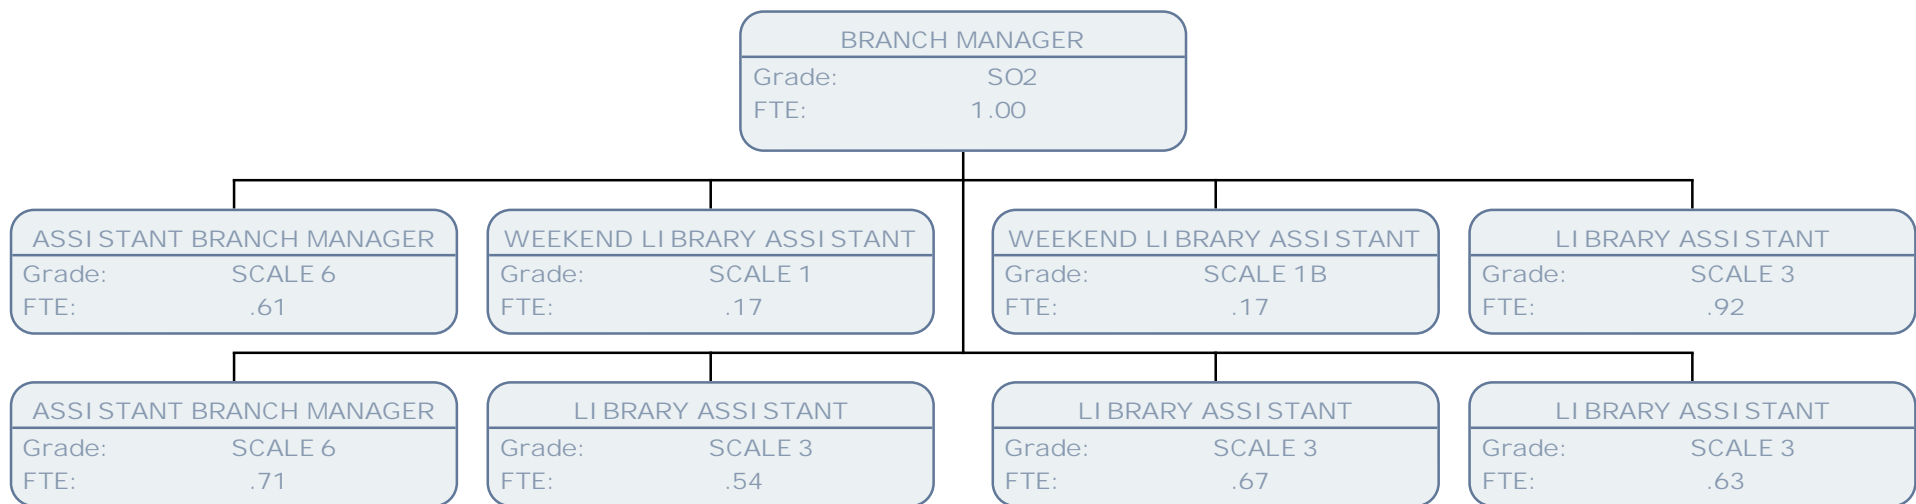 BRANCH MANAGER
Grade: SO2
FTE: 1.00
ASSISTANT BRANCH MANAGER
Grade: SCALE 6
FTE: .61
WEEKEND LIBRARY ASSISTANT
Grade: SCALE 1
FTE: .17
WEEKEND LIBRARY ASSISTANT
Grade: SCALE 1B
FTE: .17
LIBRARY ASSISTANT
Grade: SCALE 3
FTE: .92
ASSISTANT BRANCH MANAGER
Grade: SCALE 6
FTE: .71
LIBRARY ASSISTANT
Grade: SCALE 3
FTE: .54
LIBRARY ASSISTANT
Grade: SCALE 3
FTE: .67
LIBRARY ASSISTANT
Grade: SCALE 3
FTE: .63